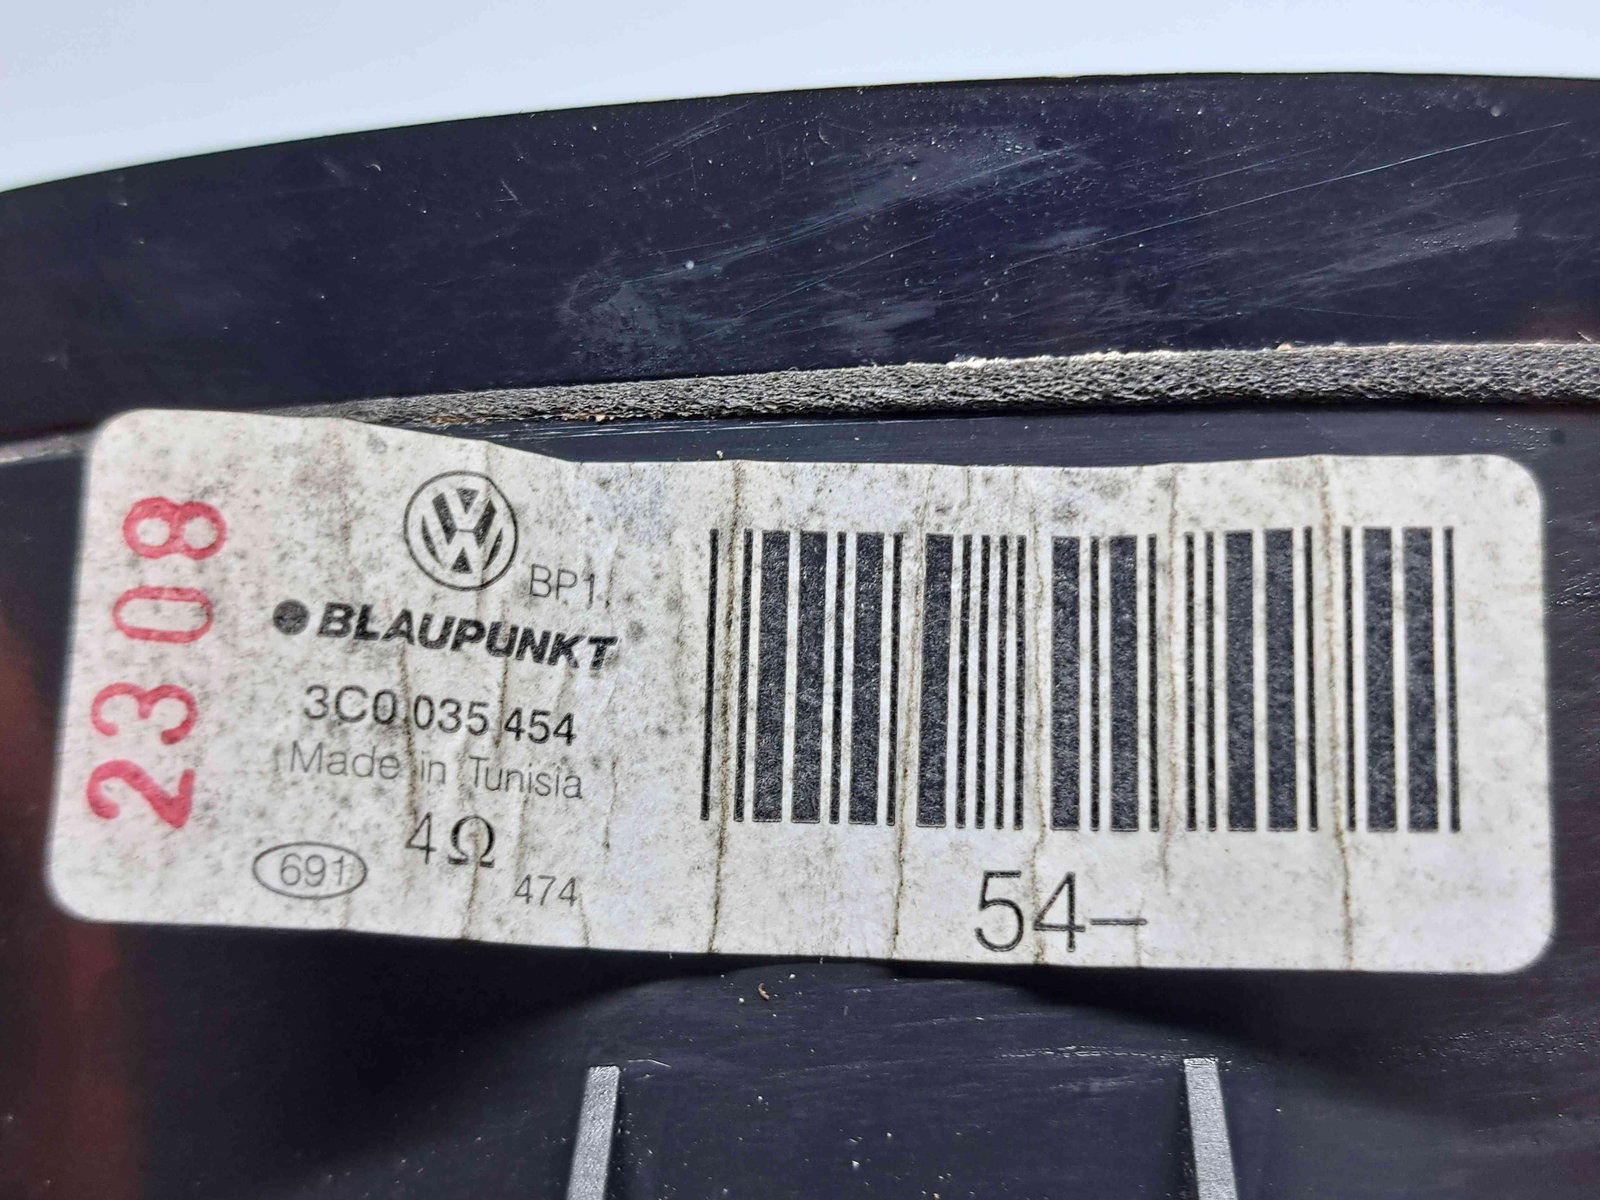 2308
BP1
BLAUPUNKT
3C0 035 454
Made in Tunisia
4Ω
691
474
54-